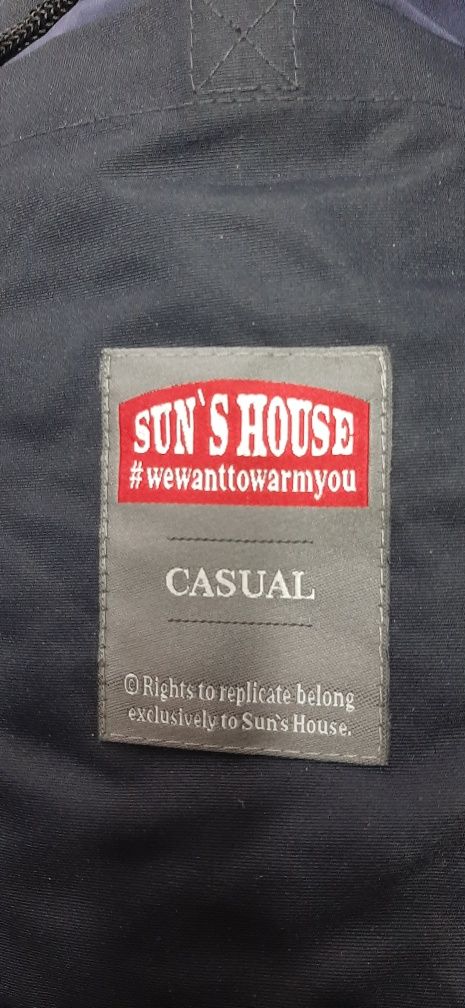 SUN`S HOUSE
#wewanttowarmyou
CASUAL
© Rights to replicate belong
exclusively to Sun`s House.